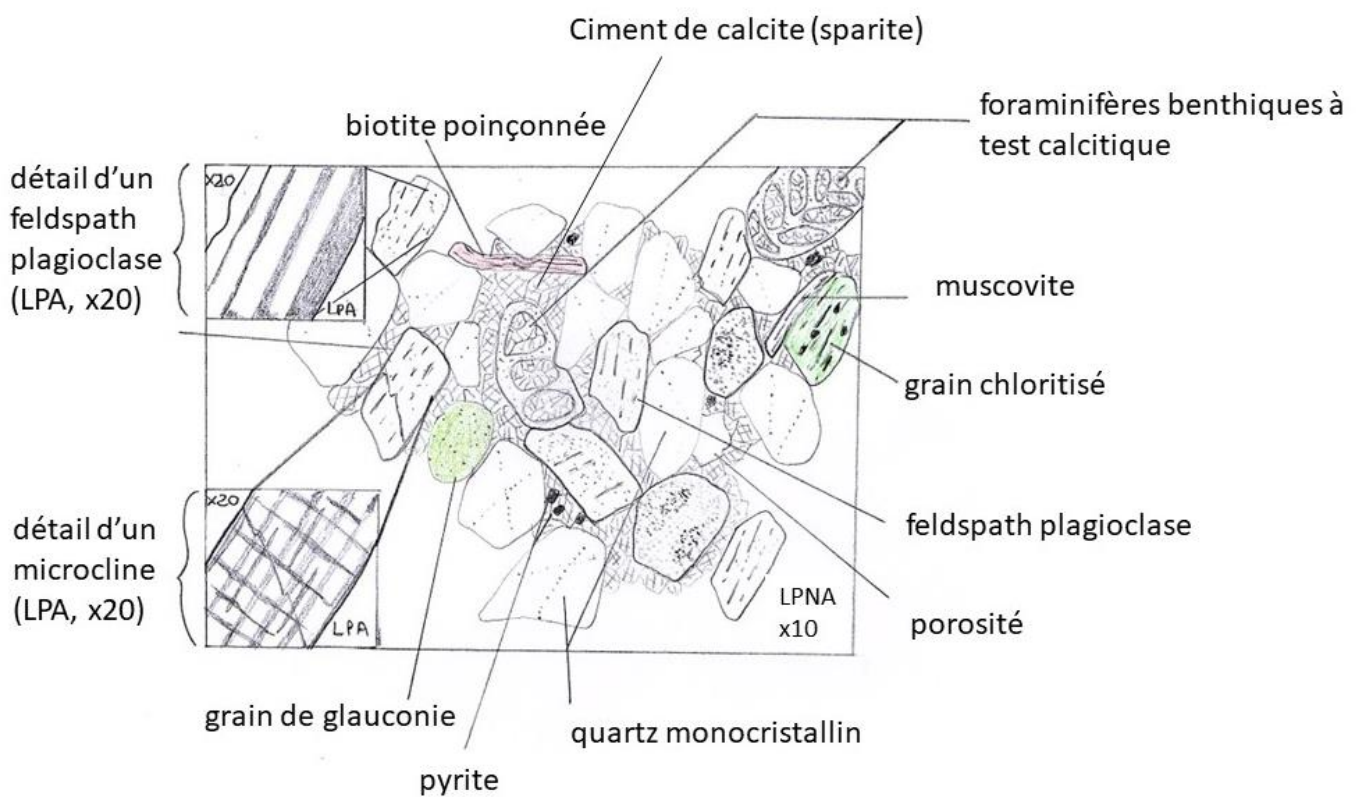 Ciment de calcite (sparite)
foraminifères benthiques à
test calcitique
biotite poinçonnée
détail d'un
feldspath
plagioclase
(LPA, x20)
x20
LPA
muscovite
grain chloritisé
feldspath plagioclase
détail d'un
microcline
(LPA, x20)
x20
LPA
LPNA
x10
porosité
grain de glauconie
quartz monocristallin
pyrite